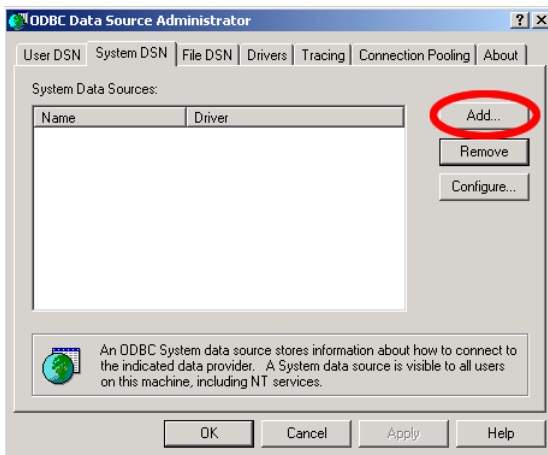 ODBC Data Source Administrator
User DSN System DSN File DSN Drivers Tracing Connection Pooling About
System Data Sources:
Name Driver
Add...
Remove
Configure...
An ODBC System data source stores information about how to connect to
the indicated data provider. A System data source is visible to all users
on this machine, including NT services.
OK Cancel Apply Help